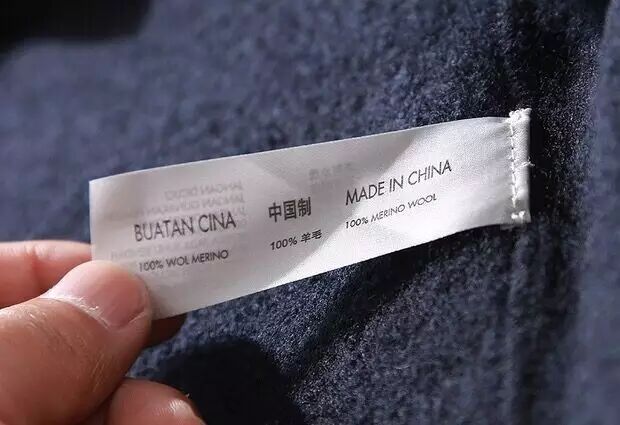 BUATAN CINA
100% WOL MERINO
中国制
100% 羊毛
MADE IN CHINA
100% MERINO WOOL